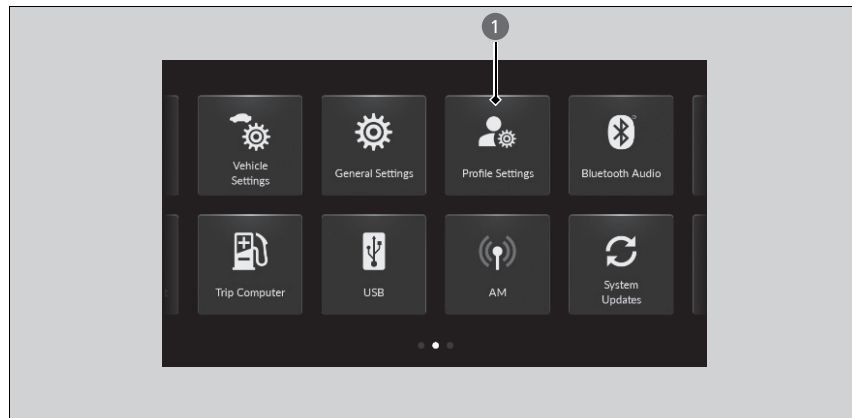 1
Vehicle
Settings
General Settings
Profile Settings
Bluetooth Audio
Trip Computer
USB
AM
System
Updates